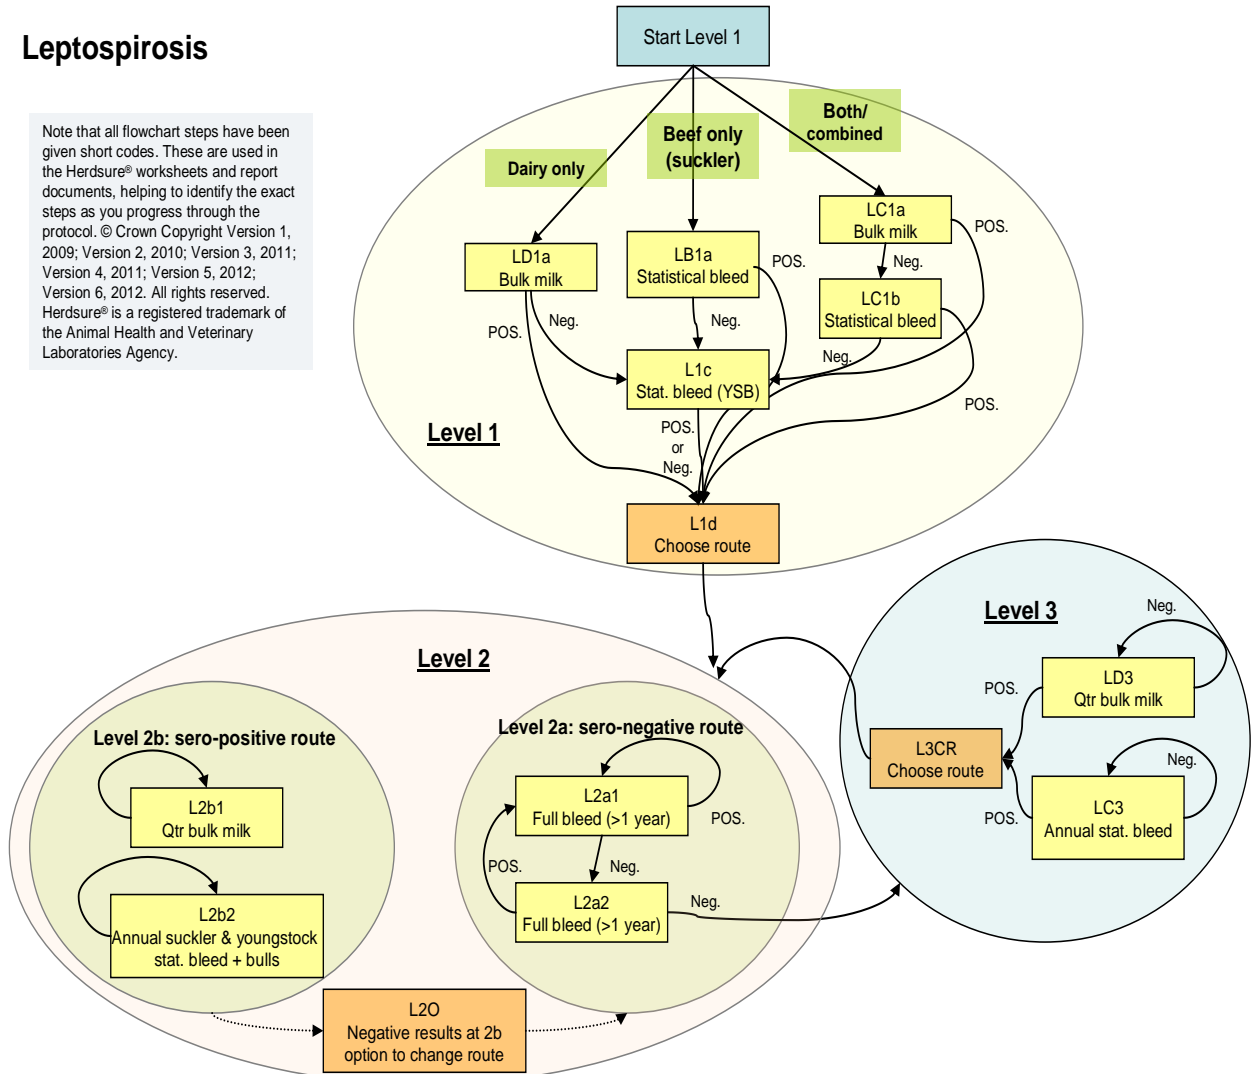 Leptospirosis
Note that all flowchart steps have been
given short codes. These are used in
the Herdsure® worksheets and report
documents, helping to identify the exact
steps as you progress through the
protocol. © Crown Copyright Version 1,
2009; Version 2, 2010; Version 3, 2011;
Version 4, 2011; Version 5, 2012;
Version 6, 2012. All rights reserved.
Herdsure® is a registered trademark of
the Animal Health and Veterinary
Laboratories Agency.
Start Level 1
Dairy only
Beef only
(suckler)
Both/
combined
LD1a
Bulk milk
LB1a
Statistical bleed
LC1a
Bulk milk
POS.
Neg.
POS.
LC1b
Statistical bleed
POS.
Neg.
Neg.
Neg.
L1c
Stat. bleed (YSB)
POS.
Level 1
POS.
or
Neg.
L1d
Choose route
Level 2
Level 2b: sero-positive route
L2b1
Qtr bulk milk
L2b2
Annual suckler & youngstock
stat. bleed + bulls
Level 2a: sero-negative route
L2a1
Full bleed (>1 year)
POS.
POS.
Neg.
L2a2
Full bleed (>1 year)
Neg.
L2O
Negative results at 2b
option to change route
Level 3
Neg.
LD3
Qtr bulk milk
POS.
L3CR
Choose route
Neg.
POS.
LC3
Annual stat. bleed